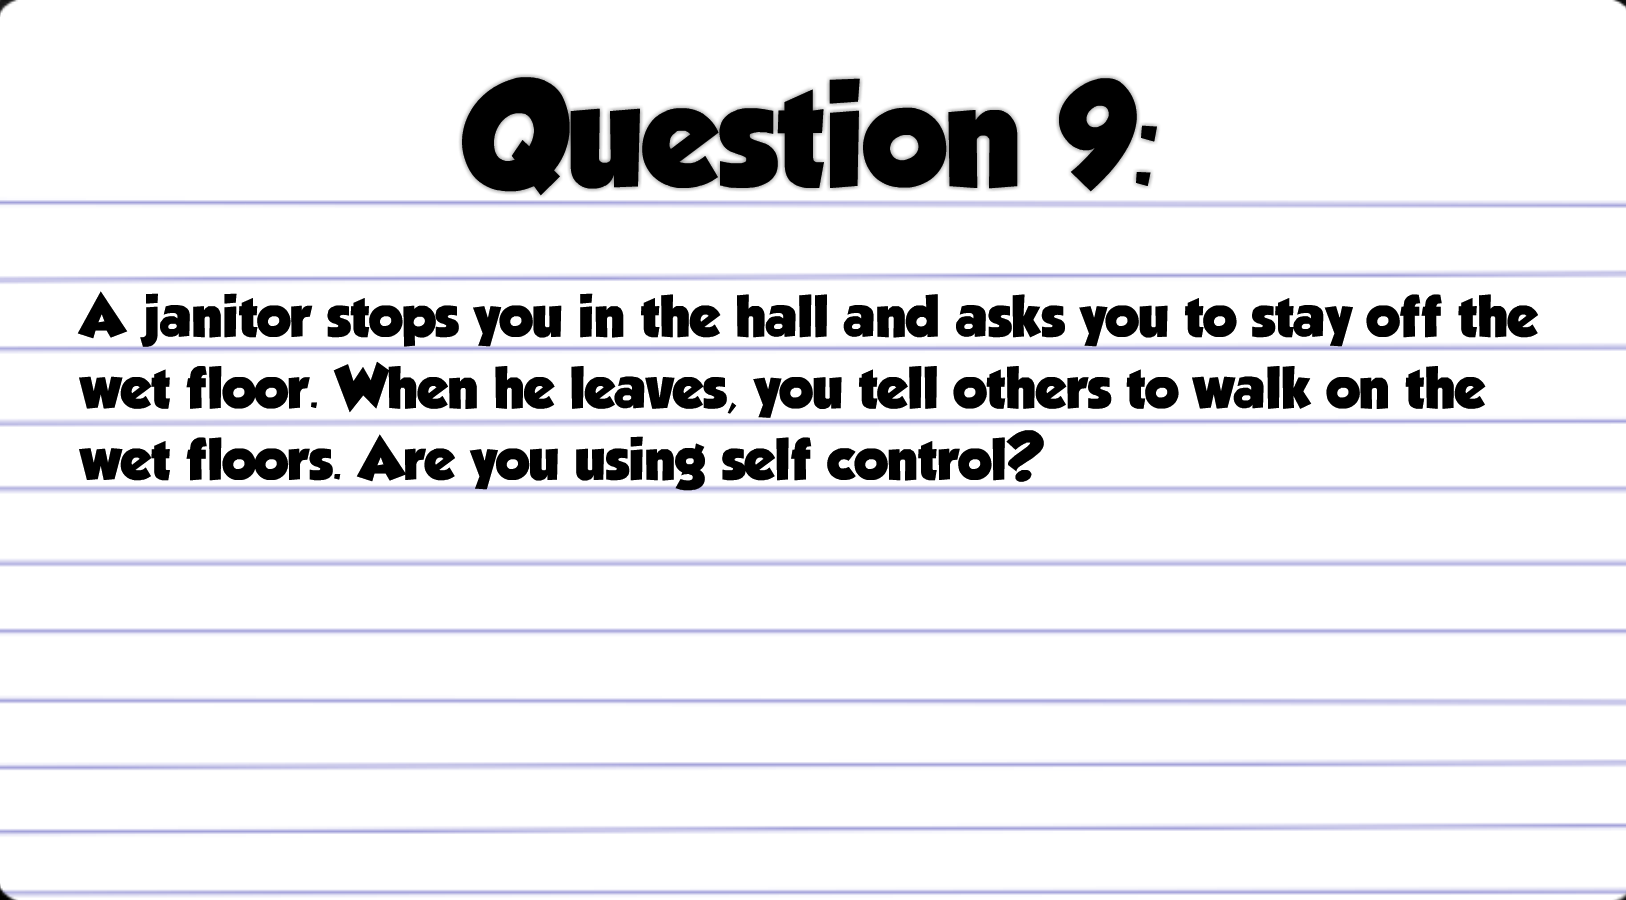 Question 9:
A janitor stops you in the hall and asks you to stay off the
wet floor. When he leaves, you tell others to walk on the
wet floors. Are you using self control?